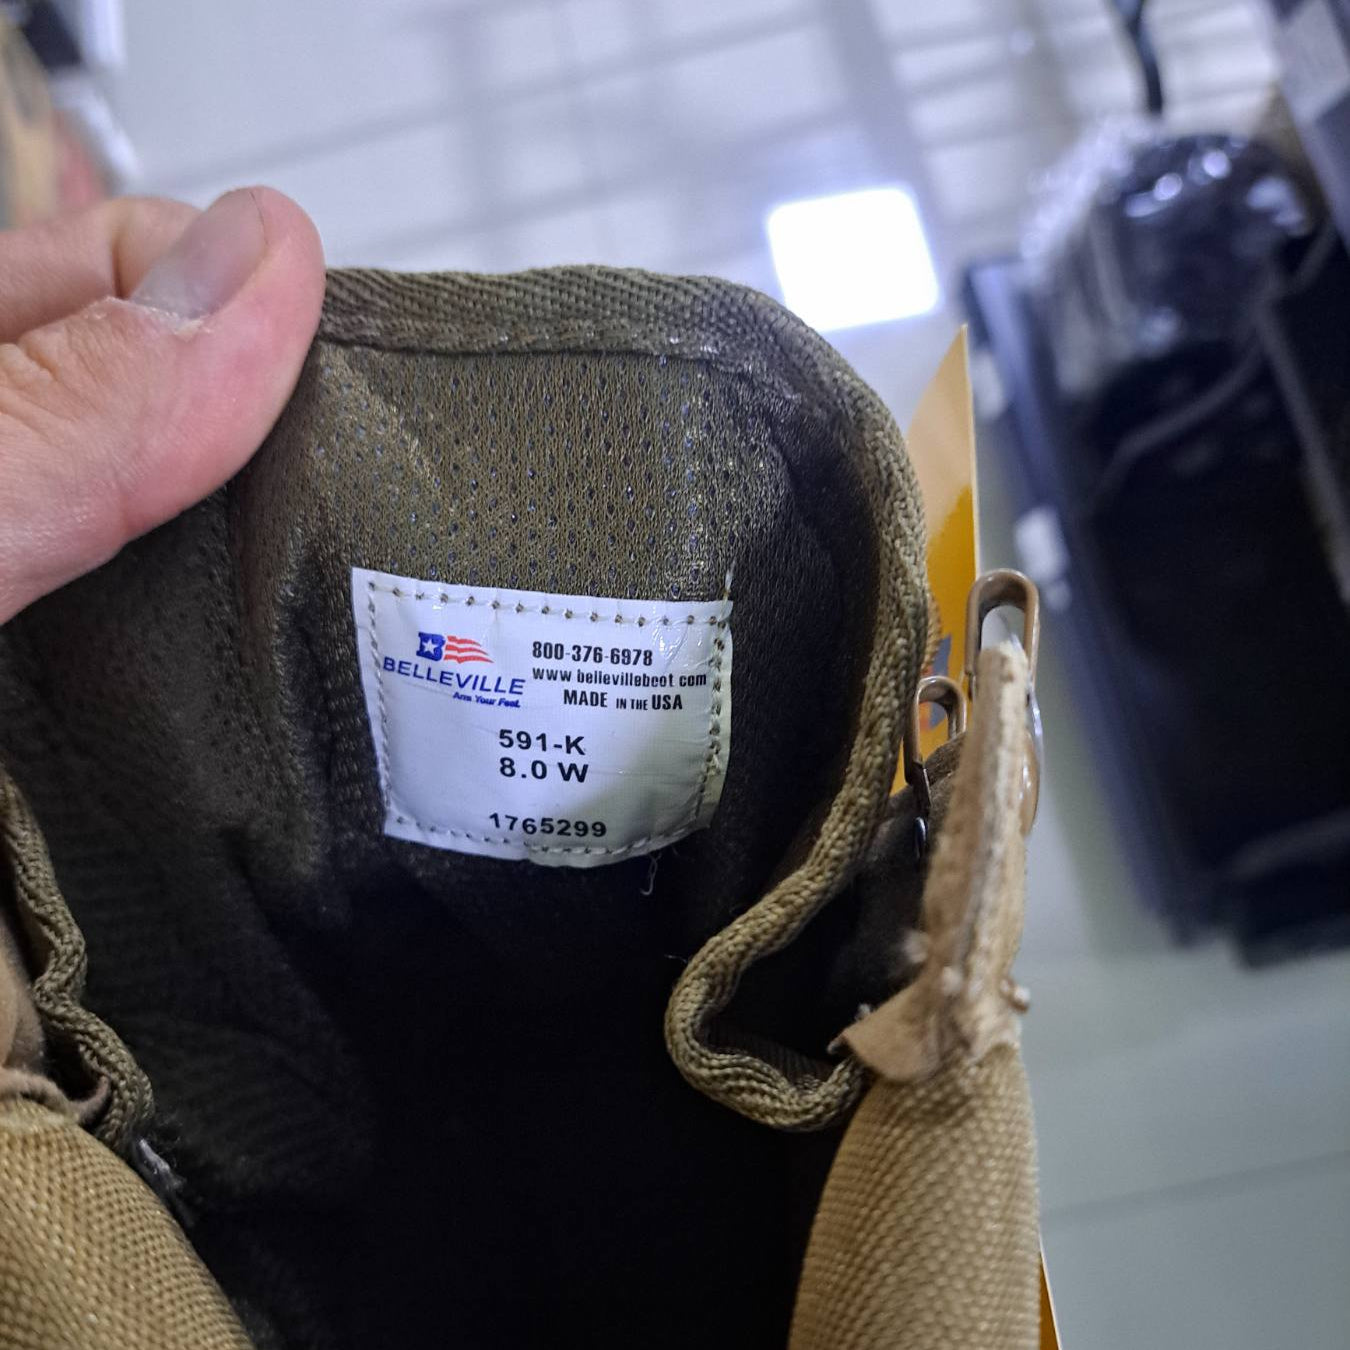 BELLEVILLE
Arm Your Feet.
800-376-6978
www.bellevilleboot.com
MADE IN THE USA
591-K
8.0 W
1765299